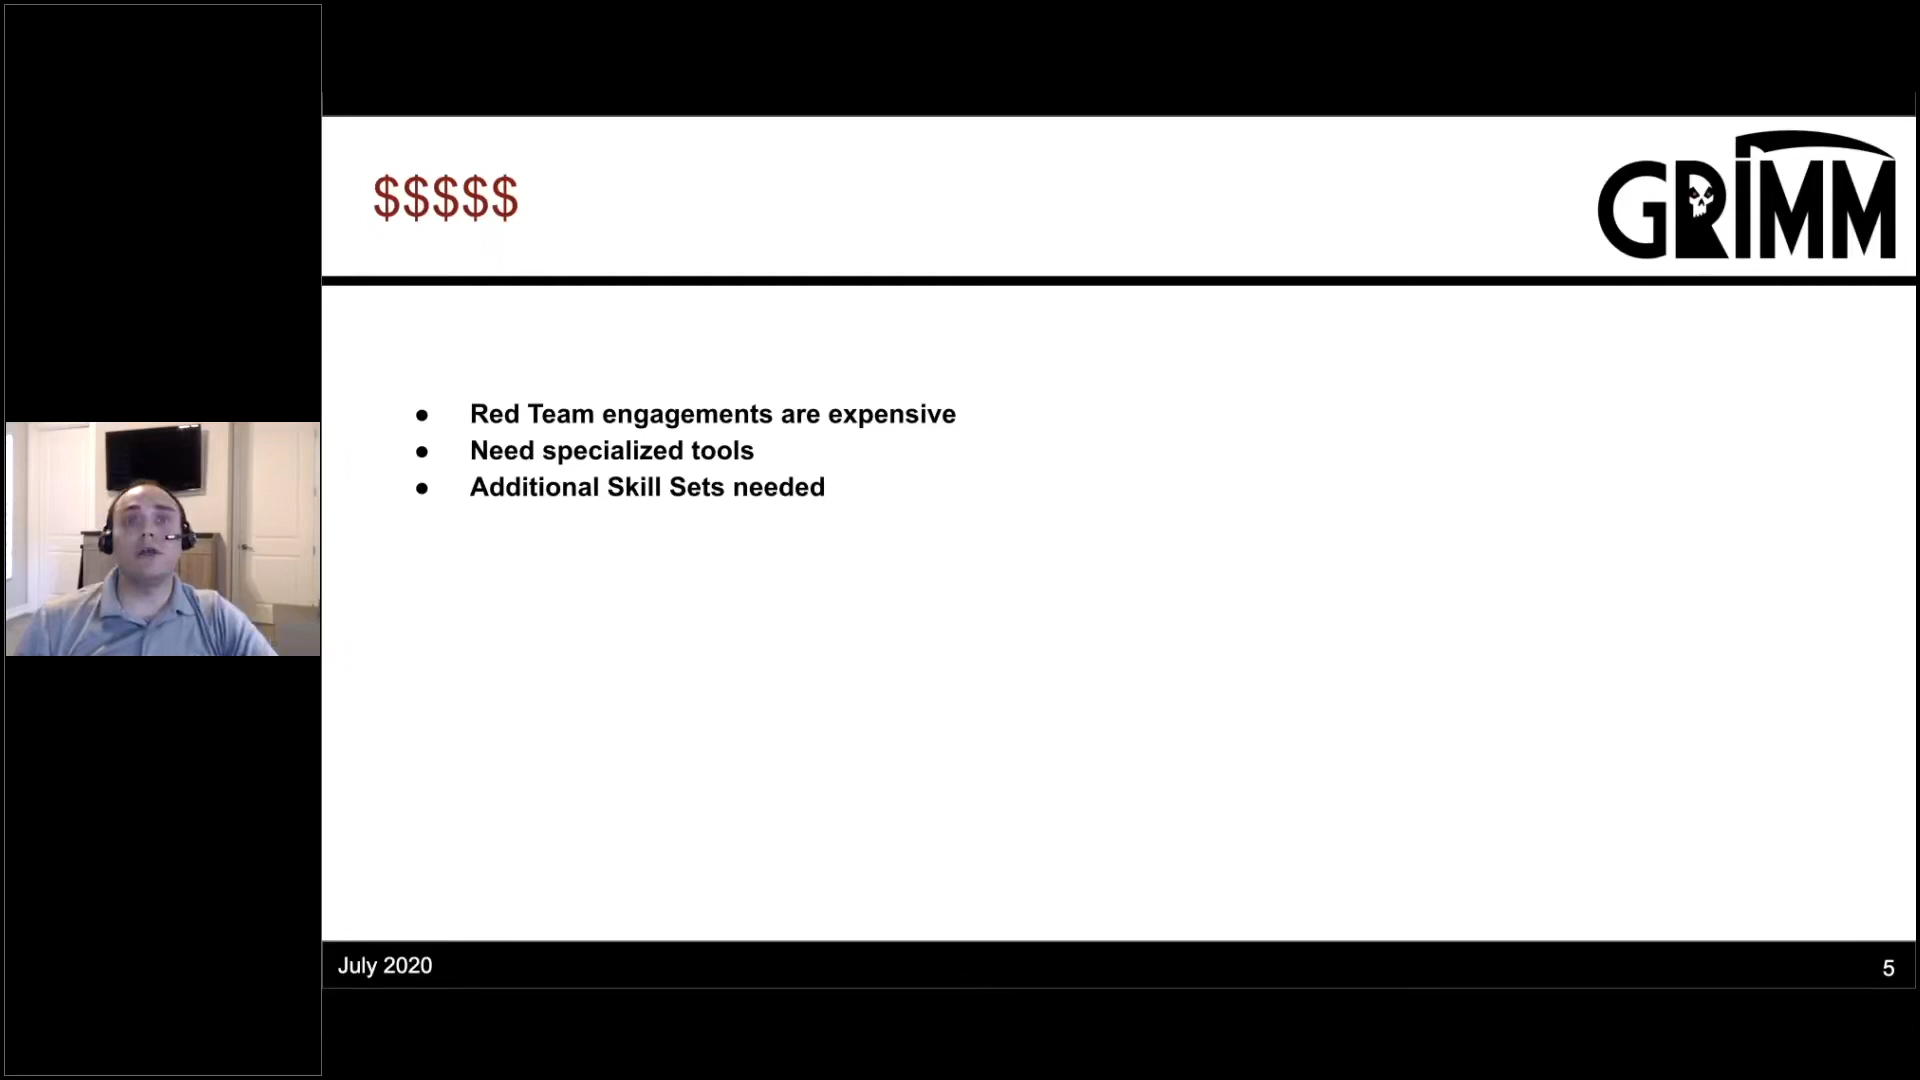 $$$$$
GRIMM
● Red Team engagements are expensive
● Need specialized tools
● Additional Skill Sets needed
July 2020
5